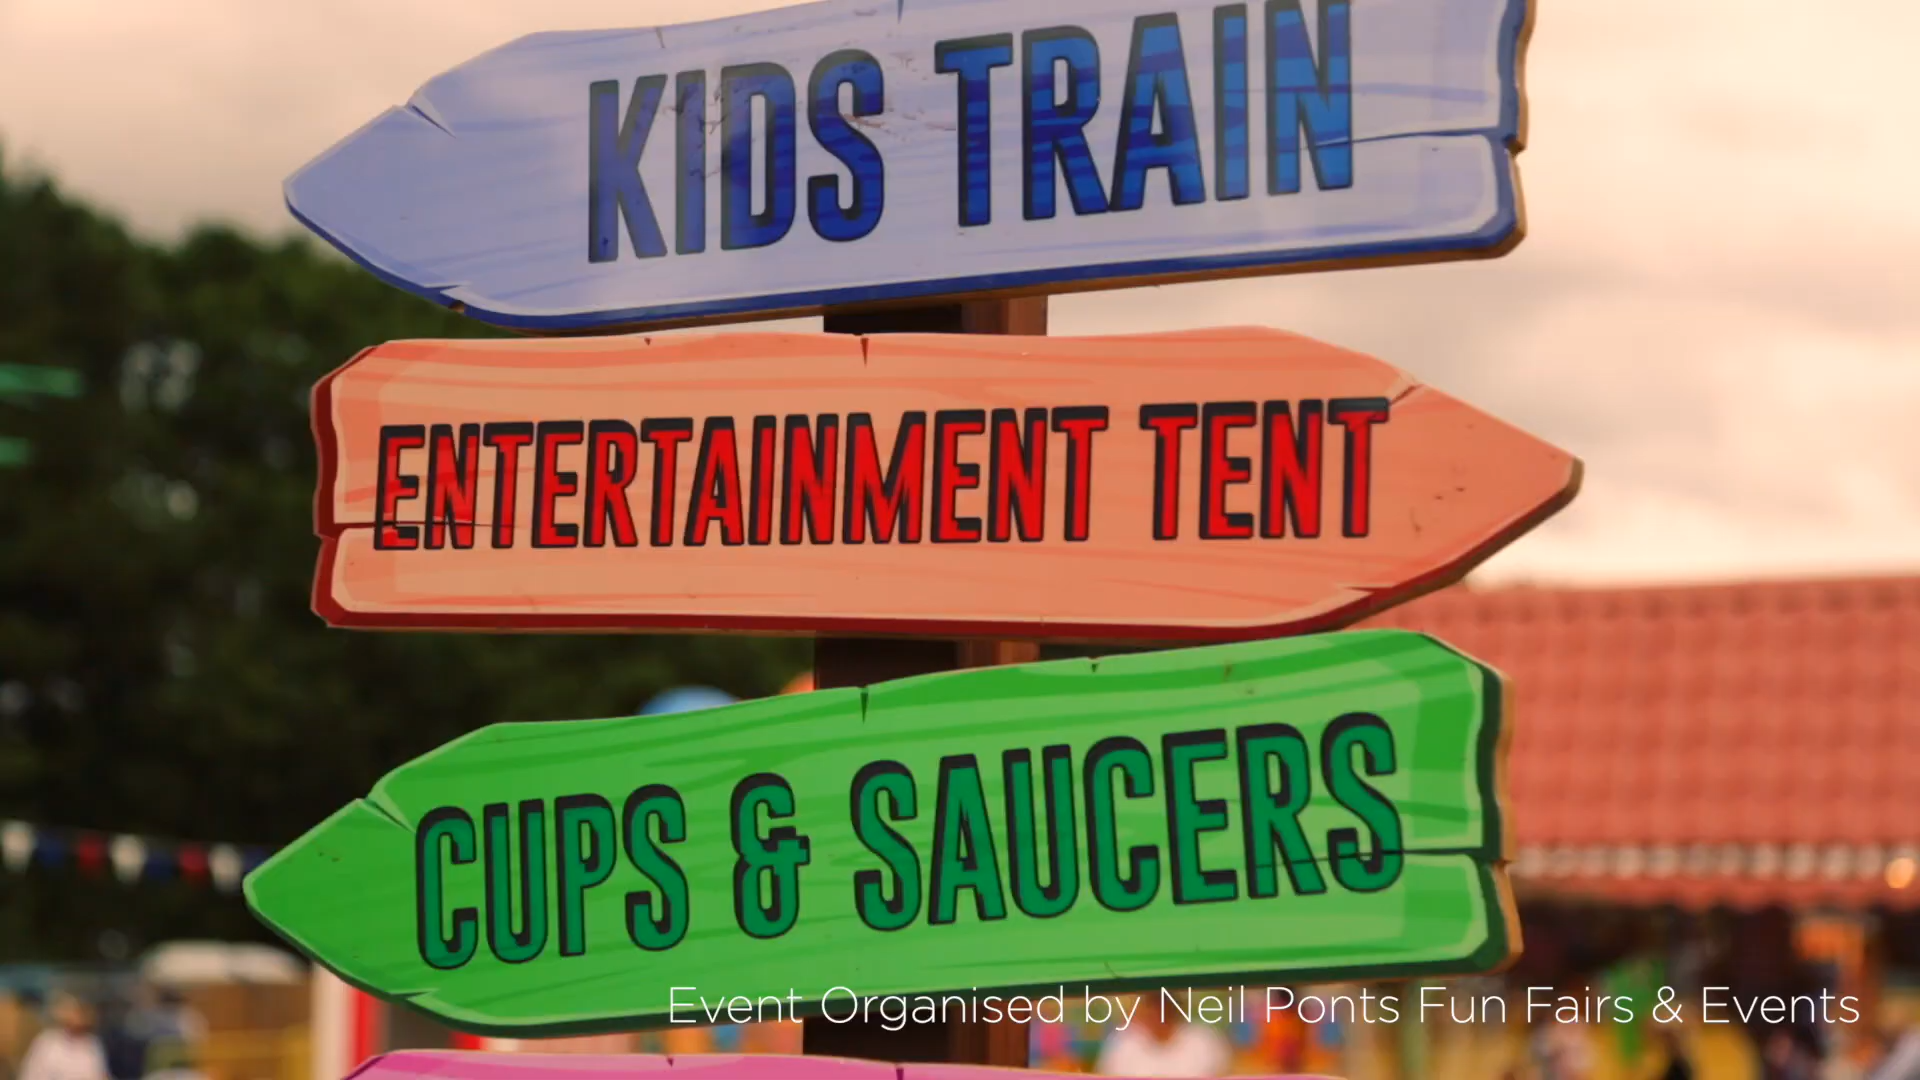 KIDS TRAIN
ENTERTAINMENT TENT
CUPS & SAUCERS
Event Organised by Neil Ponts Fun Fairs & Events